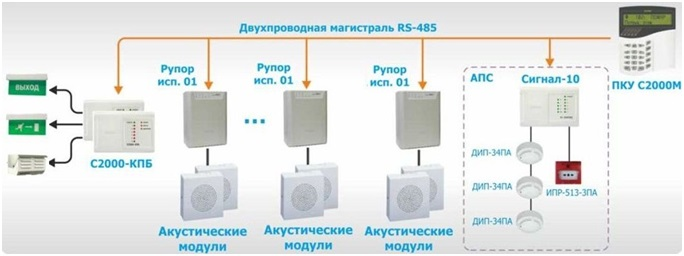 Двухпроводная магистраль RS-485
Рупор
исп. 01
Рупор
исп. 01
Рупор
исп. 01
АПС
Сигнал-10
ПКУ С2000М
ВЫХОД
...
С2000-КПБ
ДИП-34ПА
ДИП-34ПА
ДИП-34ПА
ИПР-513-3ПА
Акустические
модули
Акустические
модули
Акустические
модули